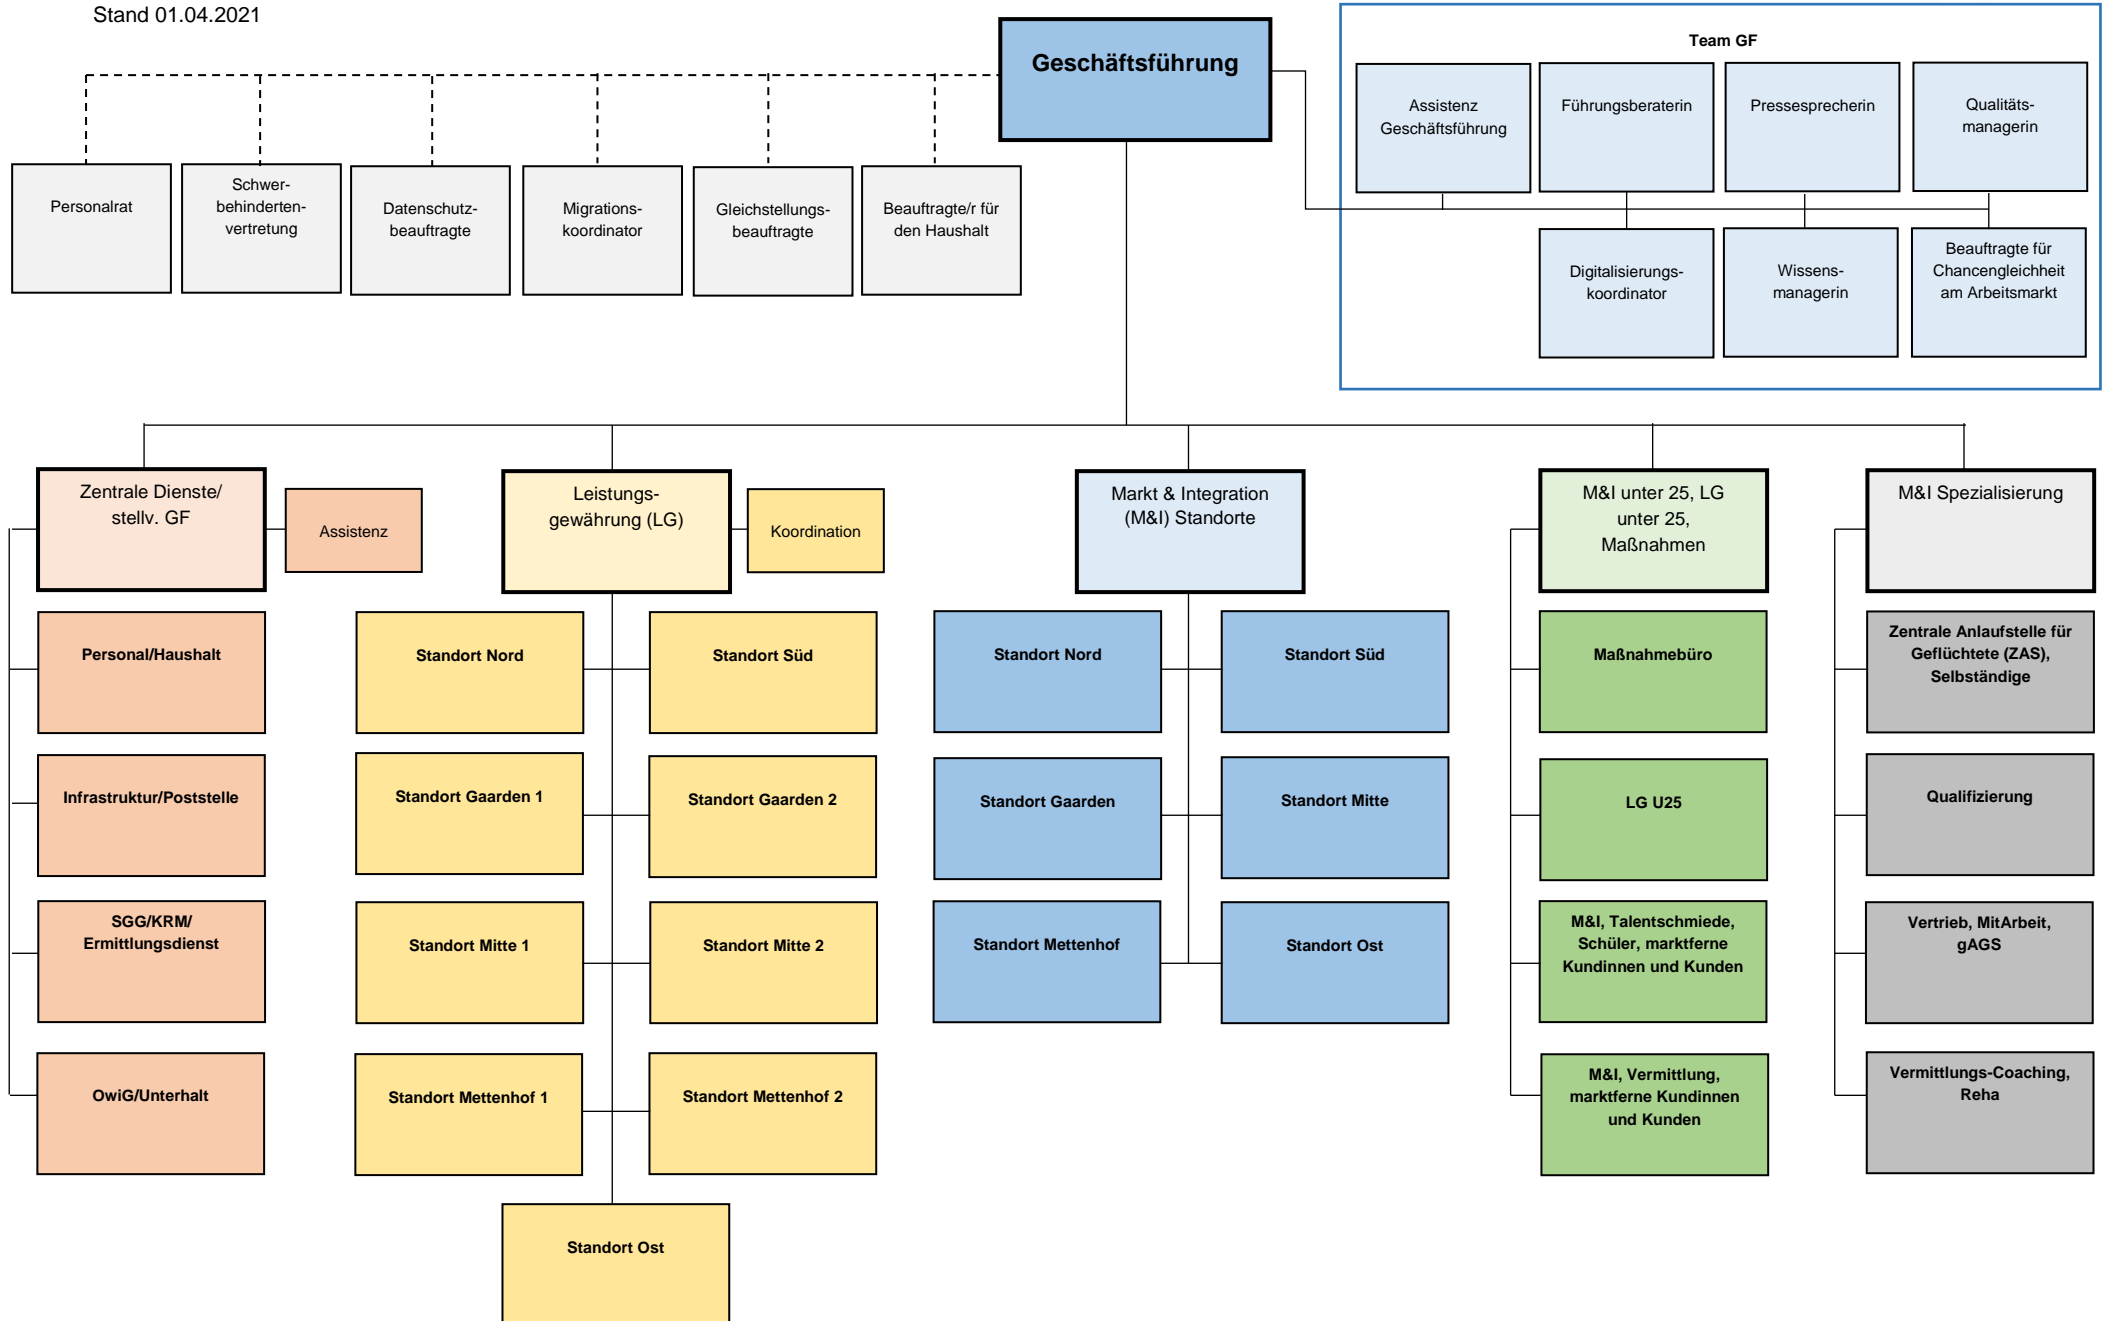 Stand 01.04.2021
Geschäftsführung
Team GF
Assistenz
Geschäftsführung
Führungsberaterin
Pressesprecherin
Qualitäts-
managerin
Personalrat
Schwer-
behinderten-
vertretung
Datenschutz-
beauftragte
Migrations-
koordinator
Gleichstellungs-
beauftragte
Beauftragte/r für
den Haushalt
Digitalisierungs-
koordinator
Wissens-
managerin
Beauftragte für
Chancengleichheit
am Arbeitsmarkt
Zentrale Dienste/
stellv. GF
Assistenz
Leistungs-
gewährung (LG)
Koordination
Markt & Integration
(M&I) Standorte
M&I unter 25, LG
unter 25,
Maßnahmen
M&I Spezialisierung
Personal/Haushalt
Standort Nord
Standort Süd
Standort Nord
Standort Süd
Maßnahmebüro
Zentrale Anlaufstelle für
Geflüchtete (ZAS),
Selbständige
Infrastruktur/Poststelle
Standort Gaarden 1
Standort Gaarden 2
Standort Gaarden
Standort Mitte
LG U25
Qualifizierung
SGG/KRM/
Ermittlungsdienst
Standort Mitte 1
Standort Mitte 2
Standort Mettenhof
Standort Ost
M&I, Talentschmiede,
Schüler, marktferne
Kundinnen und Kunden
Vertrieb, MitArbeit,
gAGS
OwiG/Unterhalt
Standort Mettenhof 1
Standort Mettenhof 2
M&I, Vermittlung,
marktferne Kundinnen
und Kunden
Vermittlungs-Coaching,
Reha
Standort Ost